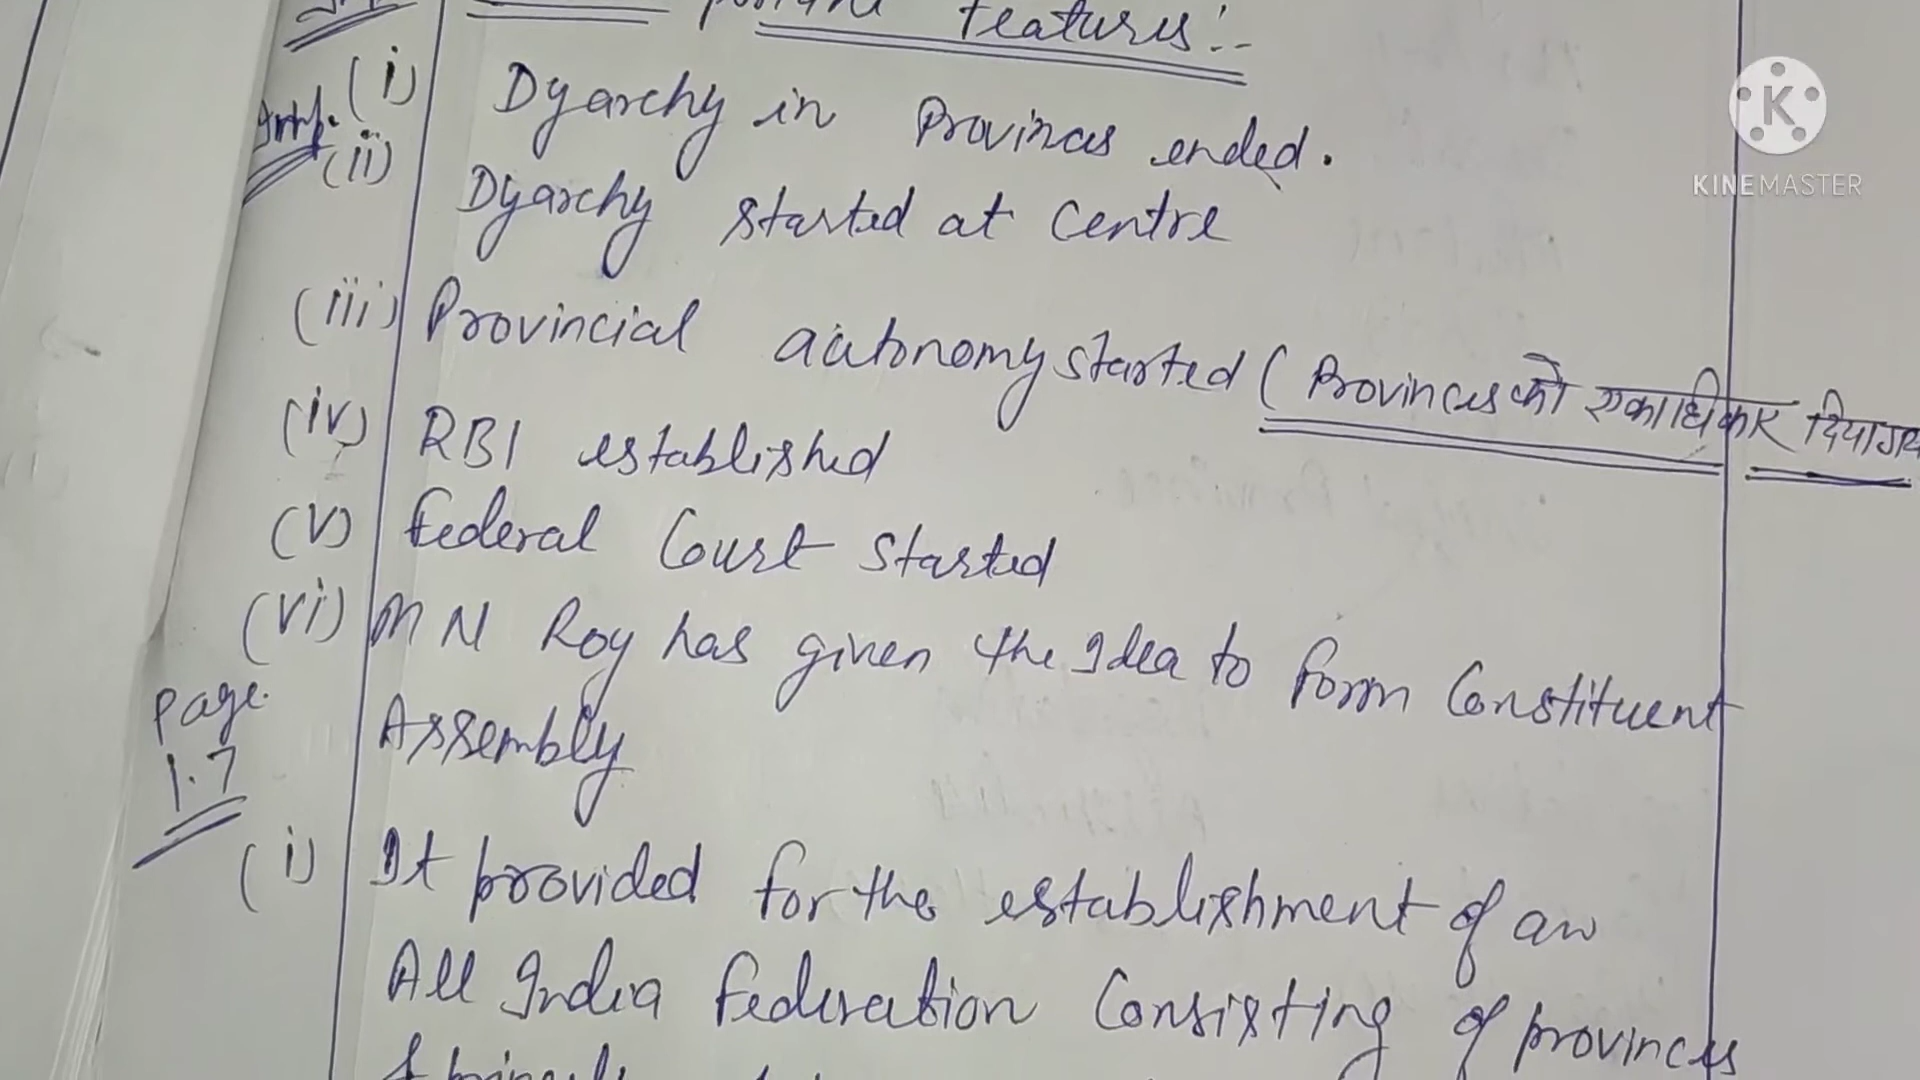 Features:-
(i) Dyarchy in Provinces ended.
Imp.
(ii) Dyarchy started at Centre
(iii) Provincial autonomy started (Provinces को एकाधिकार दिया
(iv) RBI established
(v) Federal Court started
(vi) M N Roy has given the Idea to form Constituent
Assembly
Page
1.7
(i) It provided for the establishment of an
All India Federation Consisting of provinces
KINEMASTER